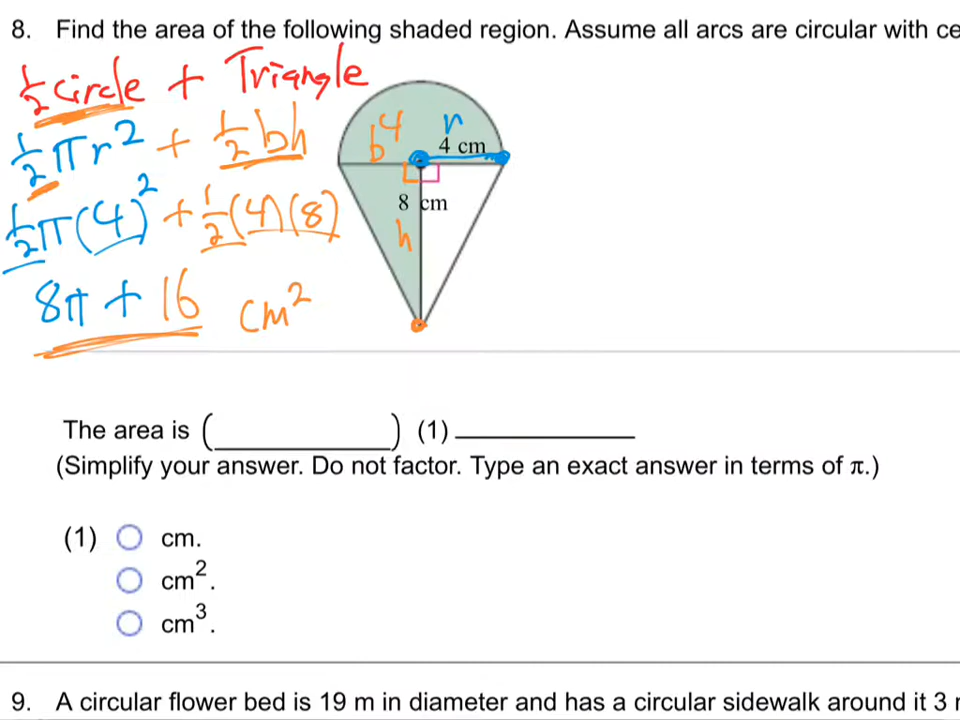 8. Find the area of the following shaded region. Assume all arcs are circular with ce
½ circle + Triangle
½πr² + ½bh
½π(4)² + ½(4)(8)
8π + 16 cm²
b 4 r
4 cm
8 cm
h
The area is (__________) (1) __________
(Simplify your answer. Do not factor. Type an exact answer in terms of π.)
(1) ○ cm.
○ cm².
○ cm³.
9. A circular flower bed is 19 m in diameter and has a circular sidewalk around it 3